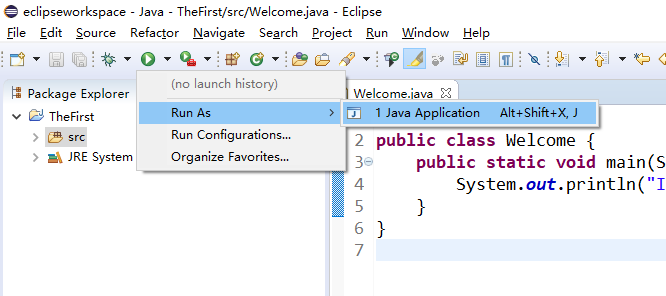 eclipseworkspace - Java - TheFirst/src/Welcome.java - Eclipse
File Edit Source Refactor Navigate Search Project Run Window Help
Package Explorer
TheFirst
src
JRE System
(no launch history)
Run As
Run Configurations...
Organize Favorites...
1 Java Application Alt+Shift+X, J
Welcome.java
2 public class Welcome {
3 public static void main(S
4 System.out.println("I
5 }
6 }
7